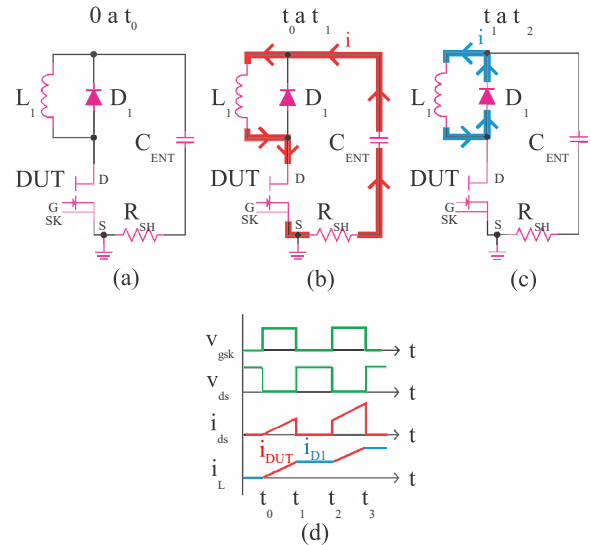 0 a t0
t0 a t1
t1 a t2
i
i
L1
D1
CENT
DUT
D
G
SK
S
RSH
(a)
L1
D1
CENT
DUT
D
G
SK
S
RSH
(b)
L1
D1
CENT
DUT
D
G
SK
S
RSH
(c)
vgsk
t
vds
t
ids
t
iDUT
iD1
iL
t
t0 t1 t2 t3
(d)